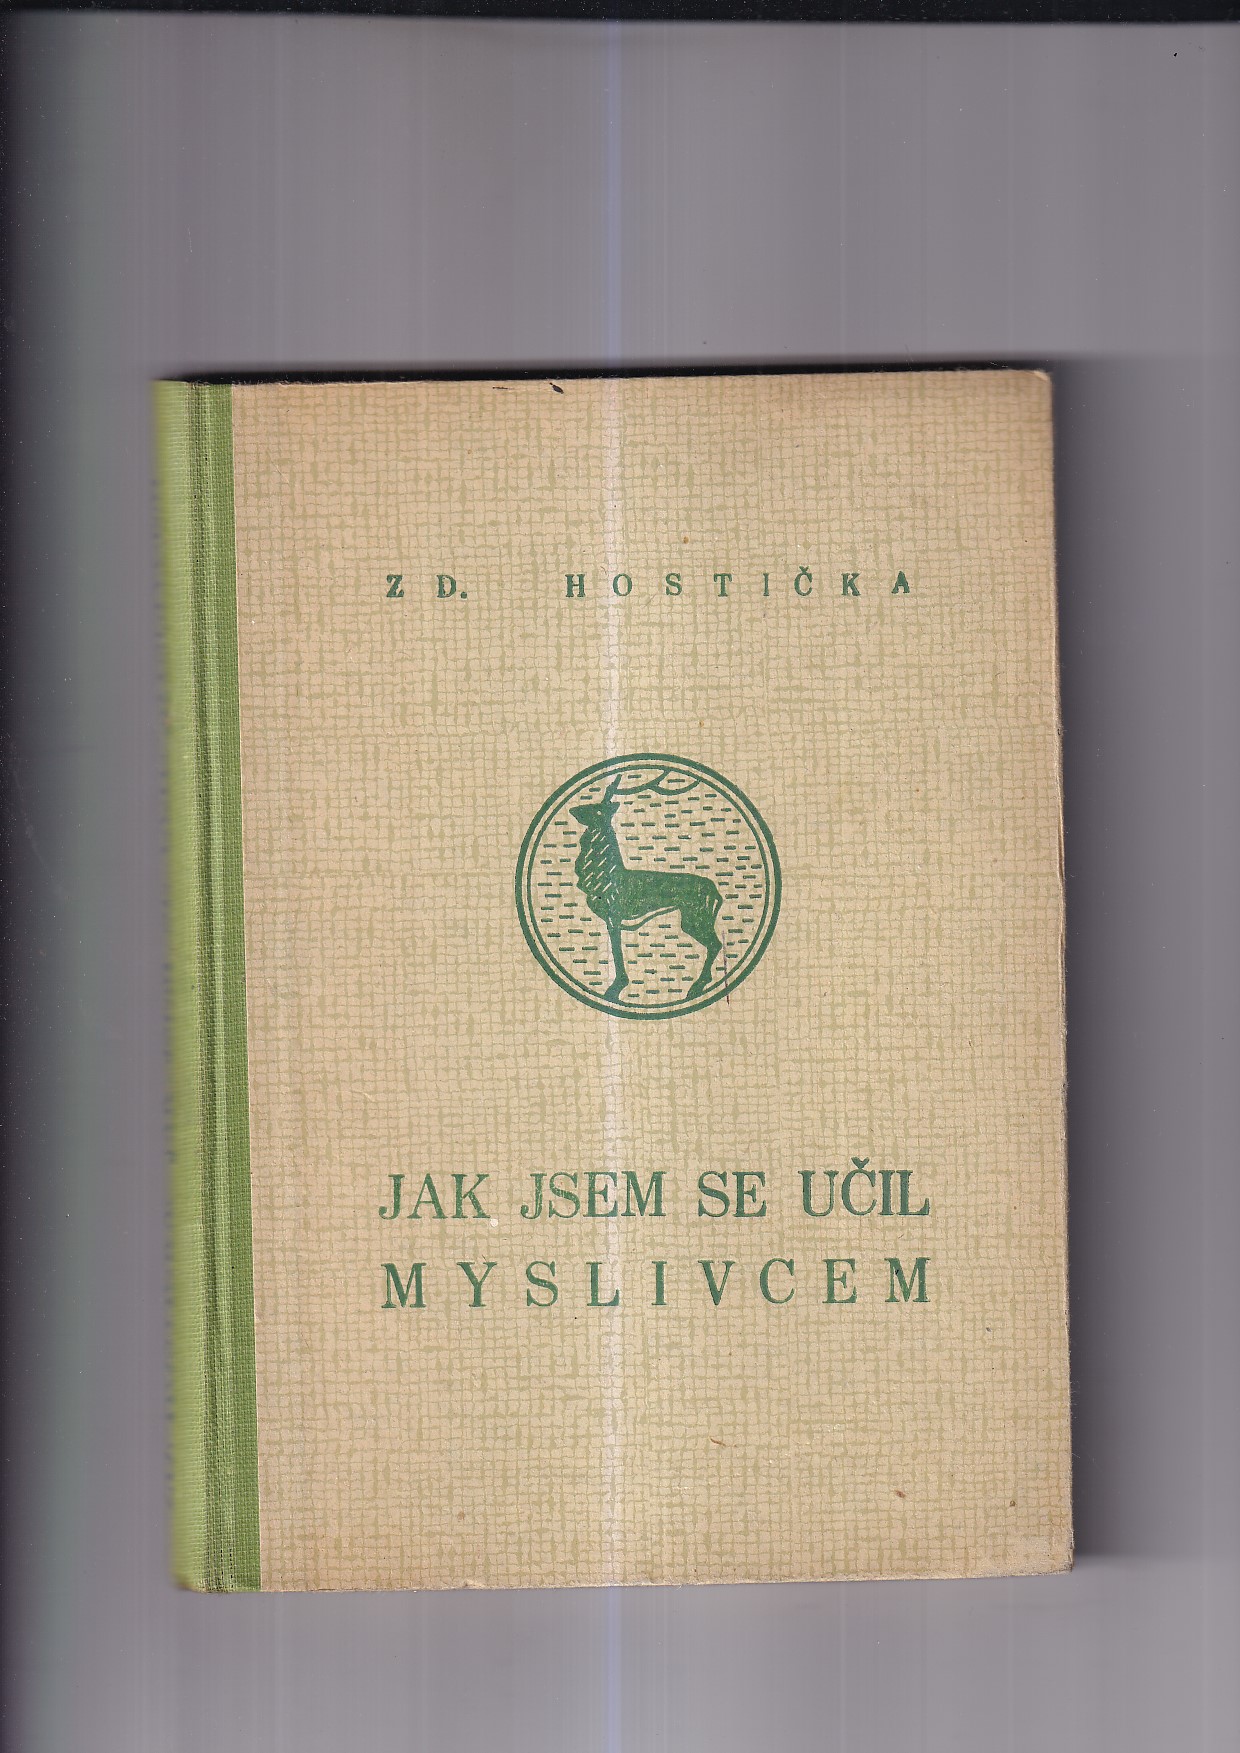 ZD. HOSTIČKA
JAK JSEM SE UČIL
MYSLIVCEM